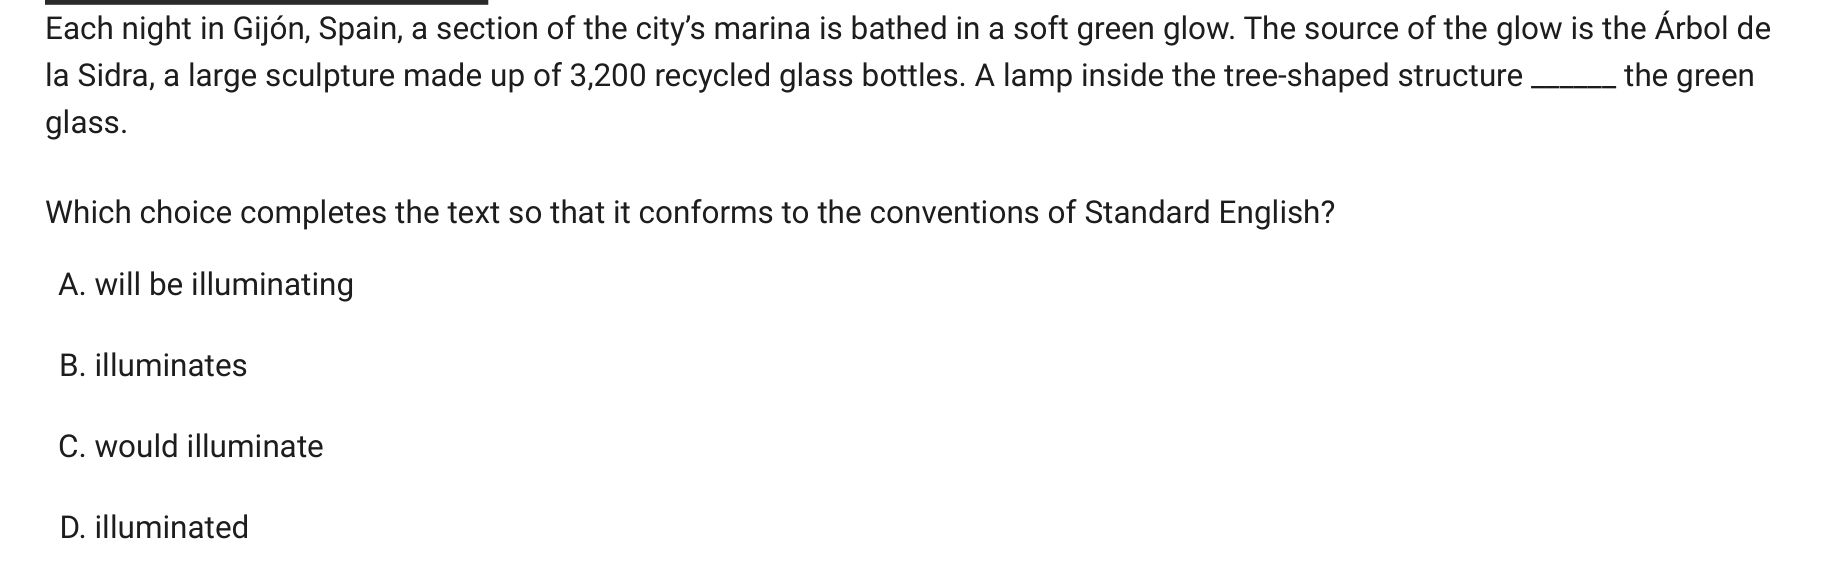 Each night in Gijón, Spain, a section of the city's marina is bathed in a soft green glow. The source of the glow is the Árbol de
la Sidra, a large sculpture made up of 3,200 recycled glass bottles. A lamp inside the tree-shaped structure ______ the green
glass.
Which choice completes the text so that it conforms to the conventions of Standard English?
A. will be illuminating
B. illuminates
C. would illuminate
D. illuminated